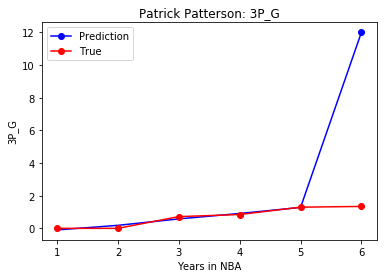 Patrick Patterson: 3P_G
Prediction
True
12
10
8
6
4
2
0
3P_G
1 2 3 4 5 6
Years in NBA